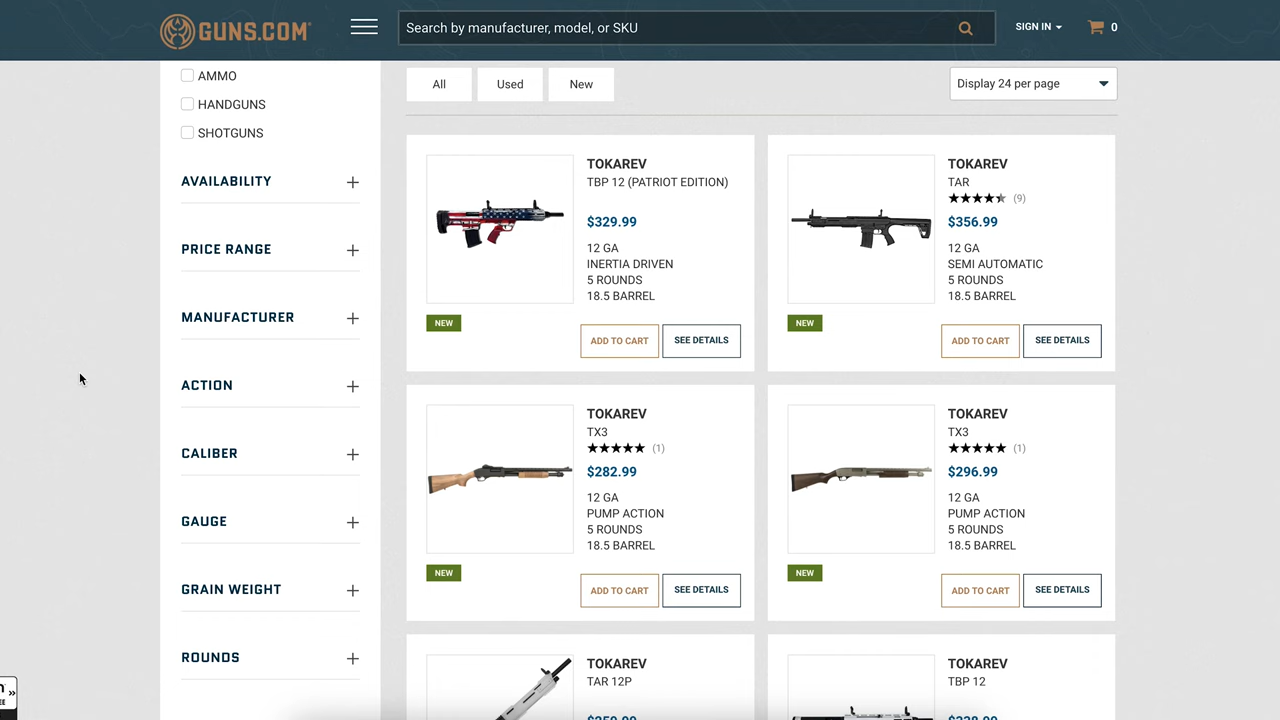 GUNS.COM
Search by manufacturer, model, or SKU
SIGN IN
0
AMMO
HANDGUNS
SHOTGUNS
AVAILABILITY
PRICE RANGE
MANUFACTURER
ACTION
CALIBER
GAUGE
GRAIN WEIGHT
ROUNDS
All
Used
New
Display 24 per page
TOKAREV
TBP 12 (PATRIOT EDITION)
$329.99
12 GA
INERTIA DRIVEN
5 ROUNDS
18.5 BARREL
NEW
ADD TO CART
SEE DETAILS
TOKAREV
TAR
(9)
$356.99
12 GA
SEMI AUTOMATIC
5 ROUNDS
18.5 BARREL
NEW
ADD TO CART
SEE DETAILS
TOKAREV
TX3
(1)
$282.99
12 GA
PUMP ACTION
5 ROUNDS
18.5 BARREL
NEW
ADD TO CART
SEE DETAILS
TOKAREV
TX3
(1)
$296.99
12 GA
PUMP ACTION
5 ROUNDS
18.5 BARREL
NEW
ADD TO CART
SEE DETAILS
TOKAREV
TAR 12P
TOKAREV
TBP 12